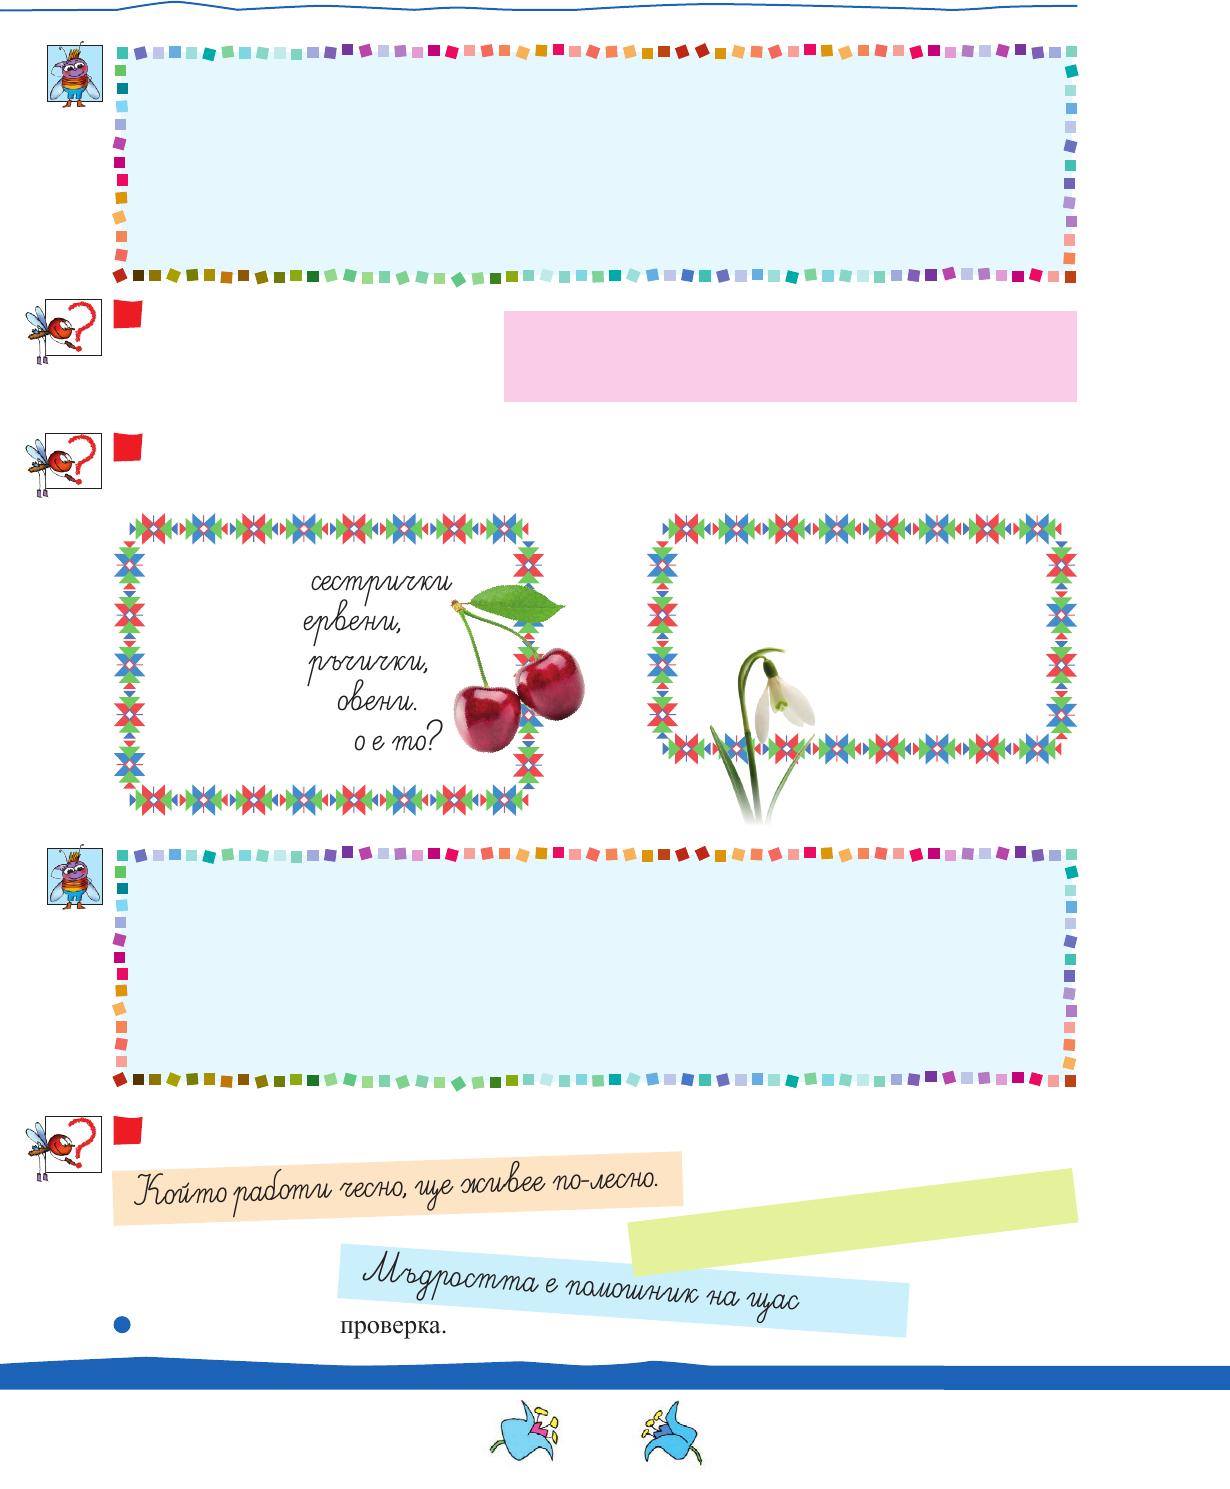 сестрички
ервени,
ръчички,
овени.
о е то?
Който работи чесно, ще живее по-лесно.
Мъдростта е помошник на щас
проверка.